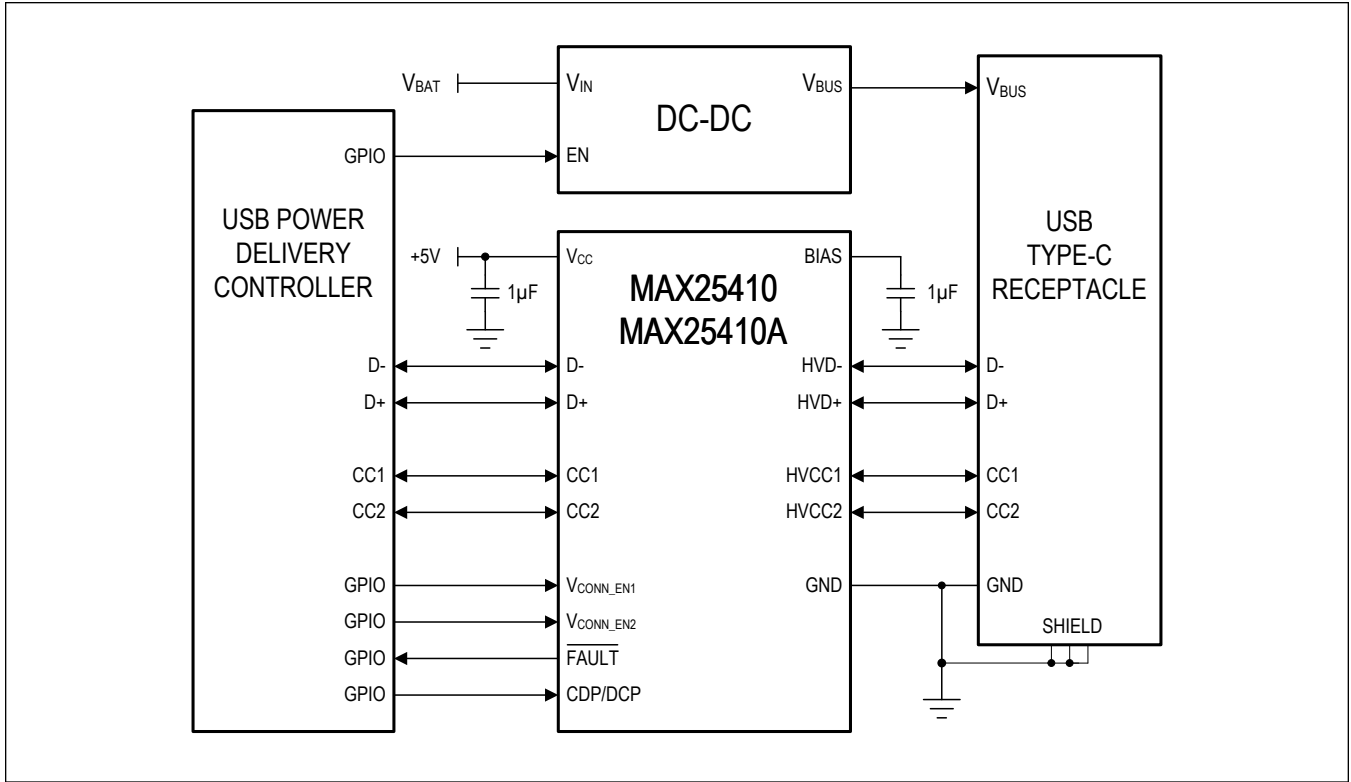 VBAT
VIN
VBUS
DC-DC
EN
VBUS
GPIO
USB POWER
DELIVERY
CONTROLLER
+5V
1µF
VCC
BIAS
MAX25410
MAX25410A
1µF
USB
TYPE-C
RECEPTACLE
D-
D-
HVD-
D-
D+
D+
HVD+
D+
CC1
CC1
HVCC1
CC1
CC2
CC2
HVCC2
CC2
GPIO
VCONN_EN1
GND
GND
GPIO
VCONN_EN2
SHIELD
GPIO
FAULT
GPIO
CDP/DCP